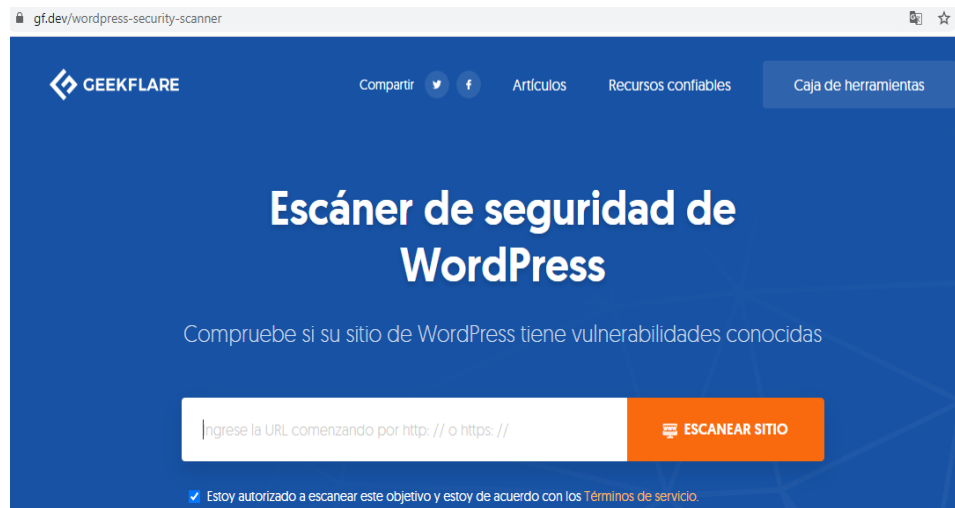 gf.dev/wordpress-security-scanner
GEEKFLARE
Compartir
Artículos
Recursos confiables
Caja de herramientas
Escáner de seguridad de
WordPress
Compruebe si su sitio de WordPress tiene vulnerabilidades conocidas
Ingrese la URL comenzando por http: // o https: //
ESCANEAR SITIO
Estoy autorizado a escanear este objetivo y estoy de acuerdo con los Términos de servicio.